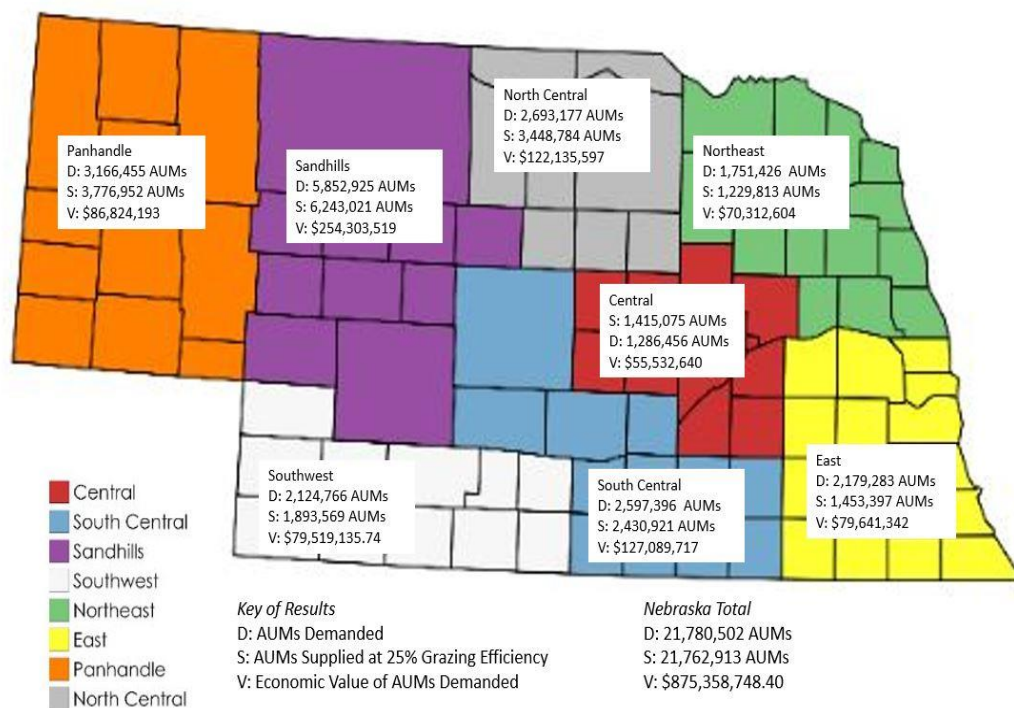 North Central
D: 2,693,177 AUMs
S: 3,448,784 AUMs
V: $122,135,597
Panhandle
D: 3,166,455 AUMs
S: 3,776,952 AUMs
V: $86,824,193
Sandhills
D: 5,852,925 AUMs
S: 6,243,021 AUMs
V: $254,303,519
Northeast
D: 1,751,426 AUMs
S: 1,229,813 AUMs
V: $70,312,604
Central
S: 1,415,075 AUMs
D: 1,286,456 AUMs
V: $55,532,640
Southwest
D: 2,124,766 AUMs
S: 1,893,569 AUMs
V: $79,519,135.74
South Central
D: 2,597,396 AUMs
S: 2,430,921 AUMs
V: $127,089,717
East
D: 2,179,283 AUMs
S: 1,453,397 AUMs
V: $79,641,342
Central
South Central
Sandhills
Southwest
Northeast
East
Panhandle
North Central
Key of Results
D: AUMs Demanded
S: AUMs Supplied at 25% Grazing Efficiency
V: Economic Value of AUMs Demanded
Nebraska Total
D: 21,780,502 AUMs
S: 21,762,913 AUMs
V: $875,358,748.40